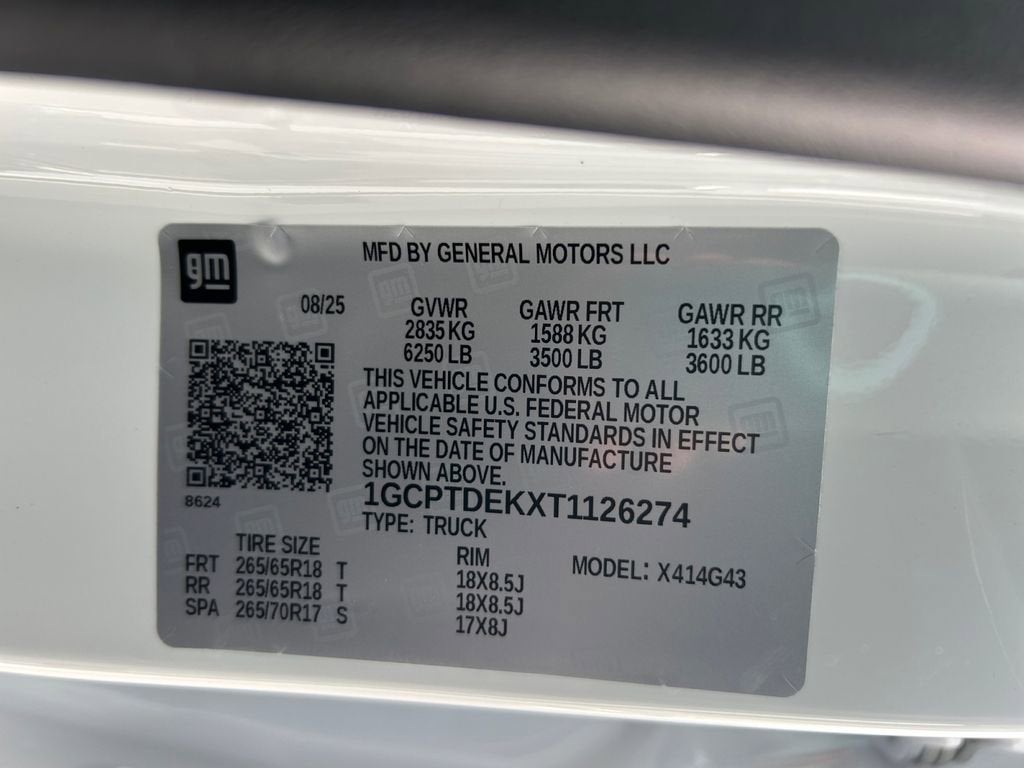 gm
MFD BY GENERAL MOTORS LLC
08/25 GVWR GAWR FRT GAWR RR
2835 KG 1588 KG 1633 KG
6250 LB 3500 LB 3600 LB
THIS VEHICLE CONFORMS TO ALL
APPLICABLE U.S. FEDERAL MOTOR
VEHICLE SAFETY STANDARDS IN EFFECT
ON THE DATE OF MANUFACTURE
SHOWN ABOVE.
8624
1GCPTDEKXT1126274
TYPE: TRUCK
TIRE SIZE RIM MODEL: X414G43
FRT 265/65R18 T 18X8.5J
RR 265/65R18 T 18X8.5J
SPA 265/70R17 S 17X8J